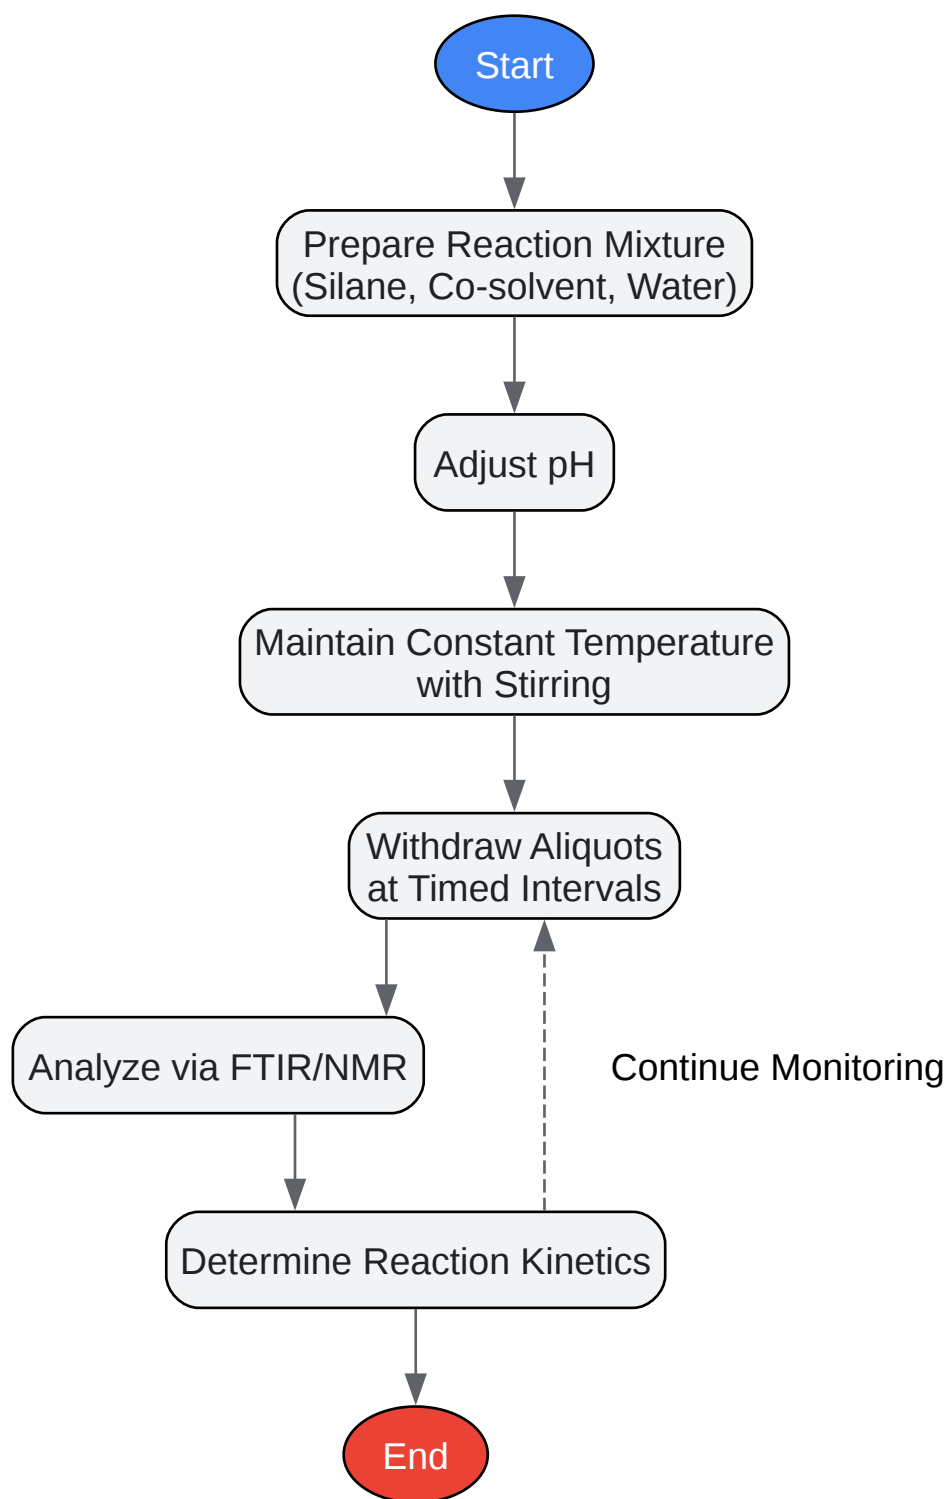 Start
Prepare Reaction Mixture
(Silane, Co-solvent, Water)
Adjust pH
Maintain Constant Temperature
with Stirring
Withdraw Aliquots
at Timed Intervals
Analyze via FTIR/NMR
Continue Monitoring
Determine Reaction Kinetics
End